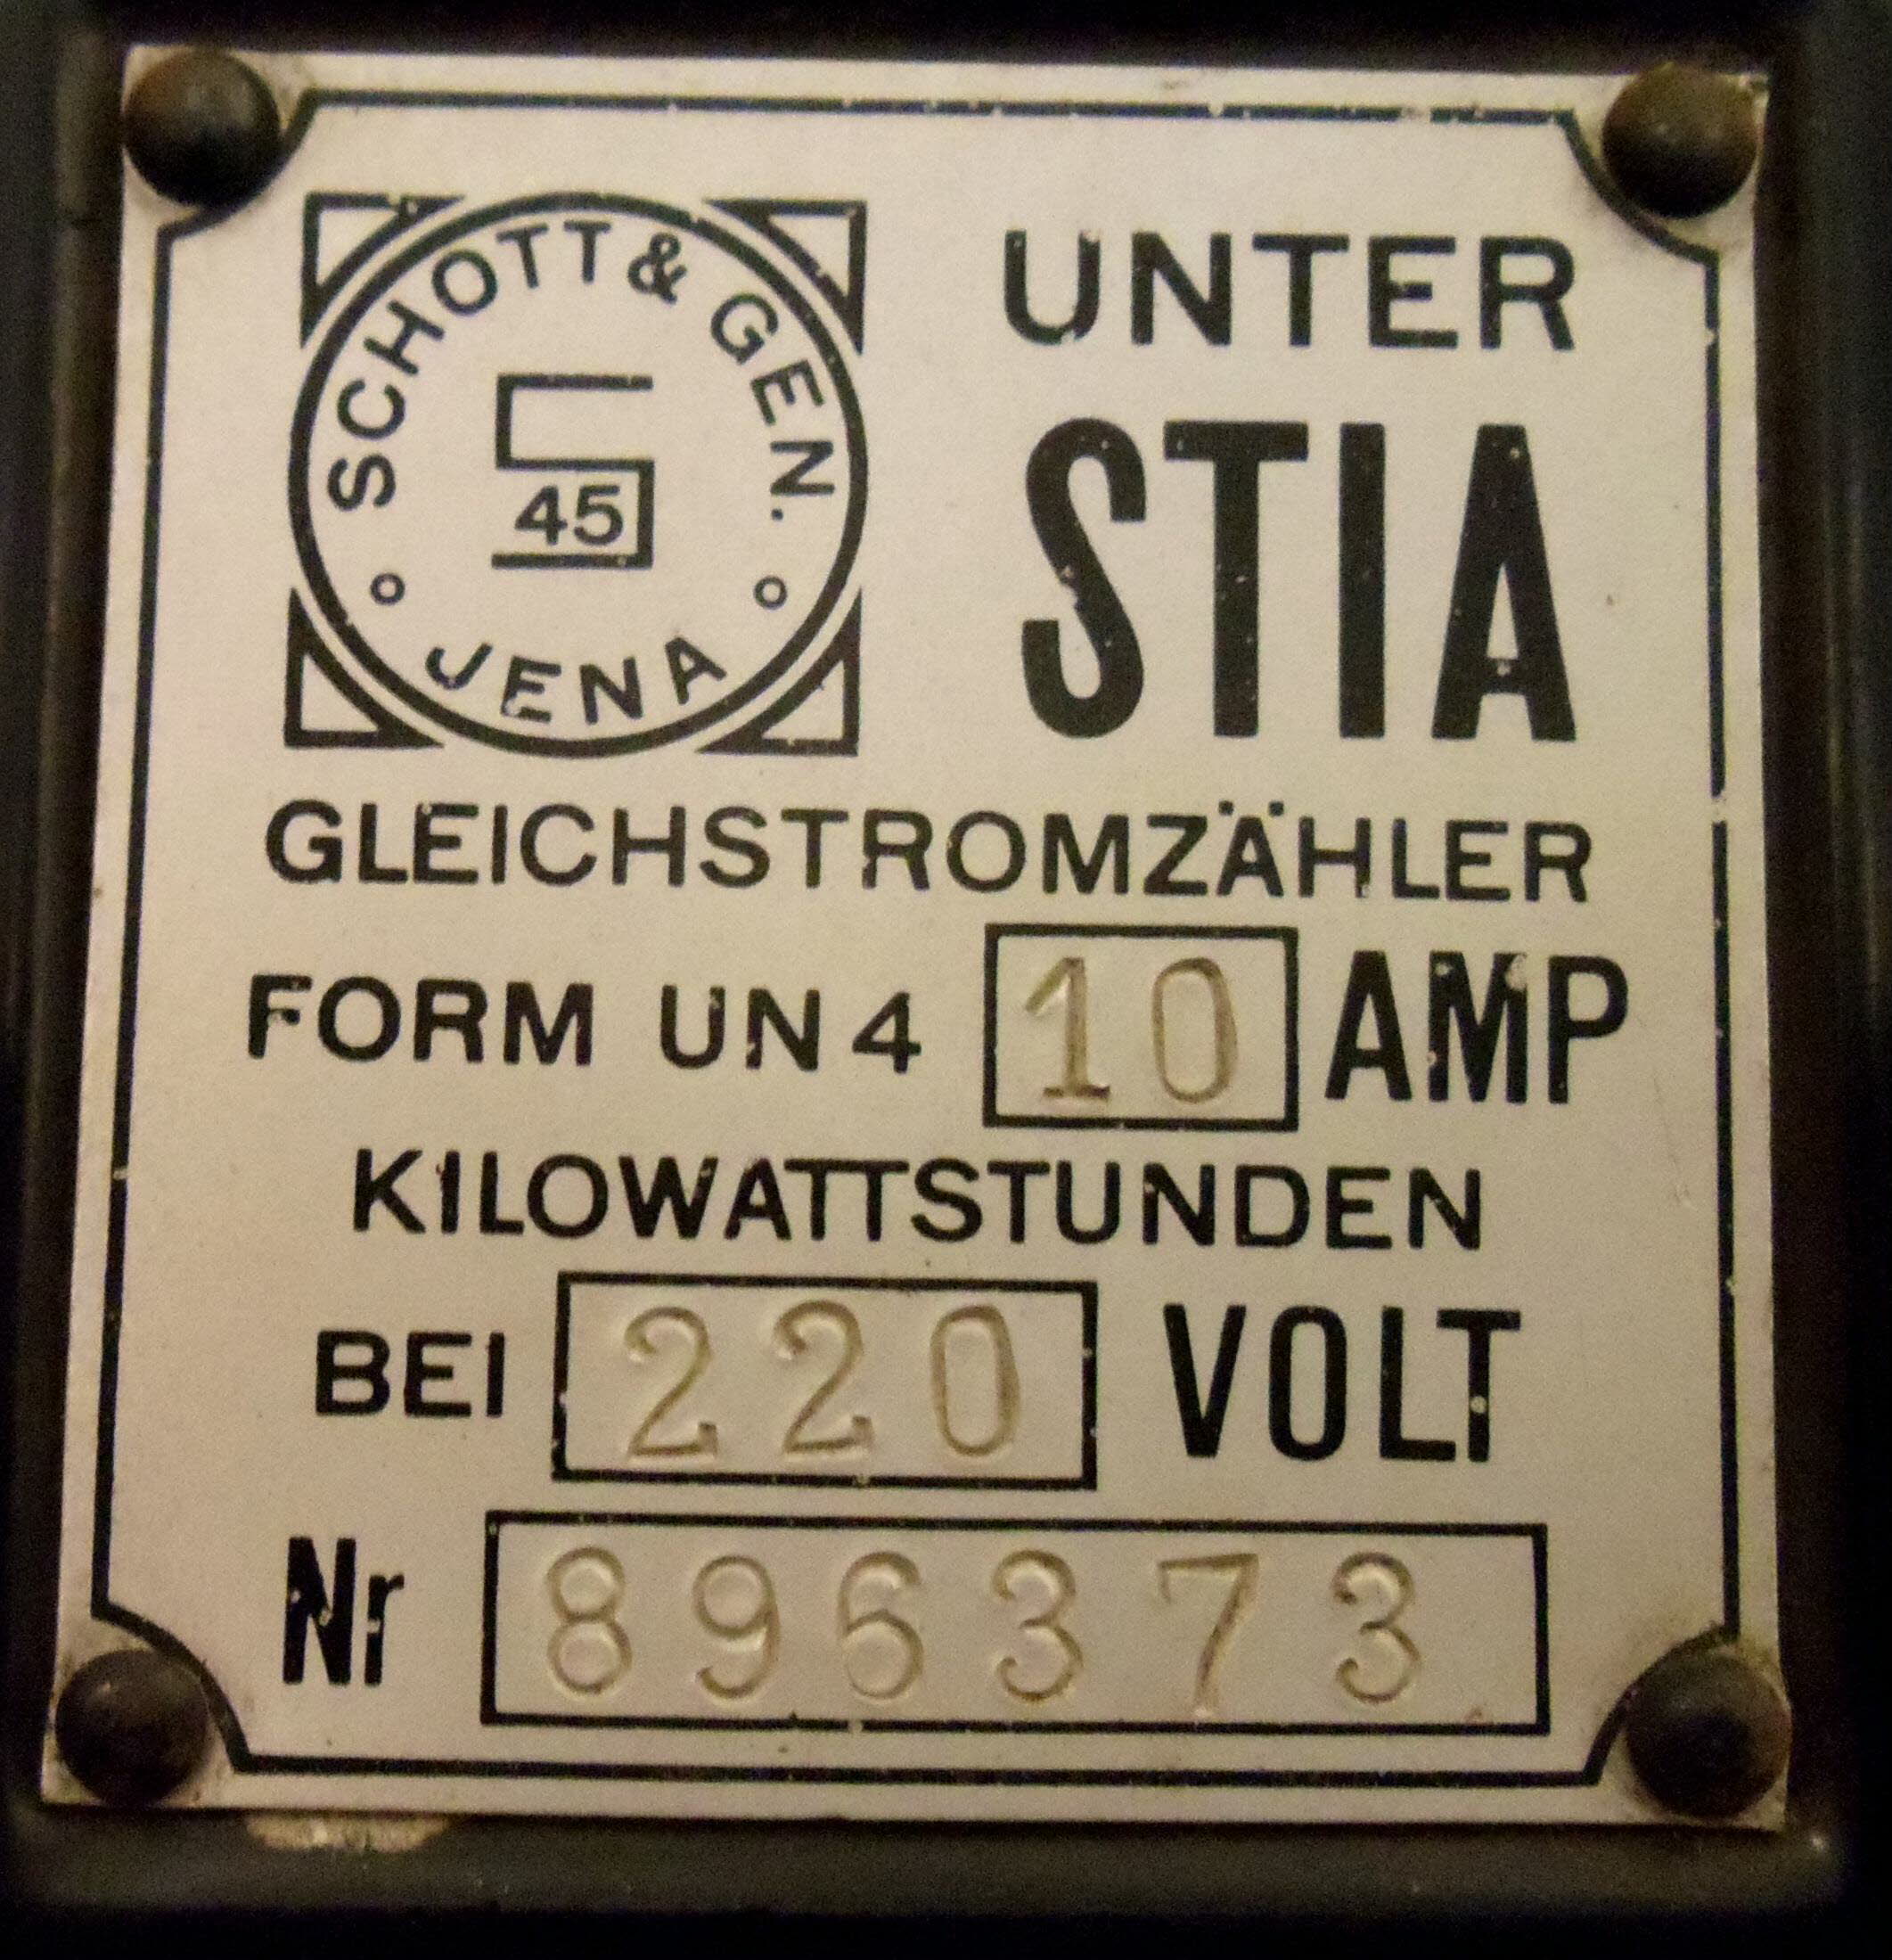 SCHOTT & GEN.
45
JENA
UNTER
STIA
GLEICHSTROMZÄHLER
FORM UN 4 10 AMP
KILOWATTSTUNDEN
BEI 220 VOLT
Nr 896373